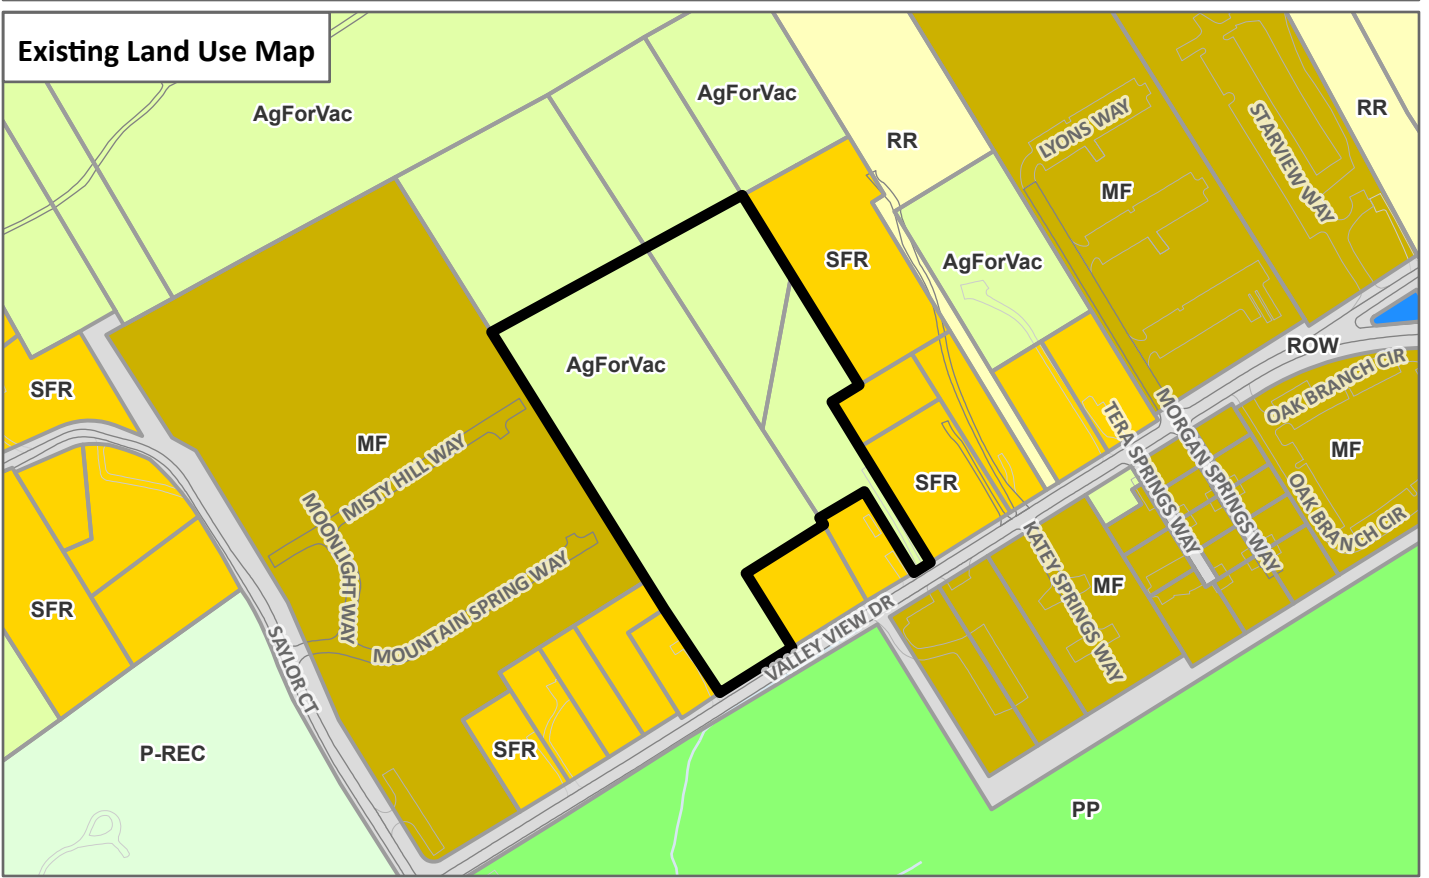 Existing Land Use Map
AgForVac
AgForVac
RR
RR
LYONS WAY
STARVIEW WAY
MF
SFR
AgForVac
ROW
AgForVac
OAK BRANCH CIR
SFR
MF
MISTY HILL WAY
MOONLIGHT WAY
TERA SPRINGS WAY
MORGAN SPRINGS WAY
MF
SFR
OAK BRANCH CIR
KATEY SPRINGS WAY
MF
SFR
MOUNTAIN SPRING WAY
VALLEY VIEW DR
SAYLOR CT
SFR
P-REC
PP